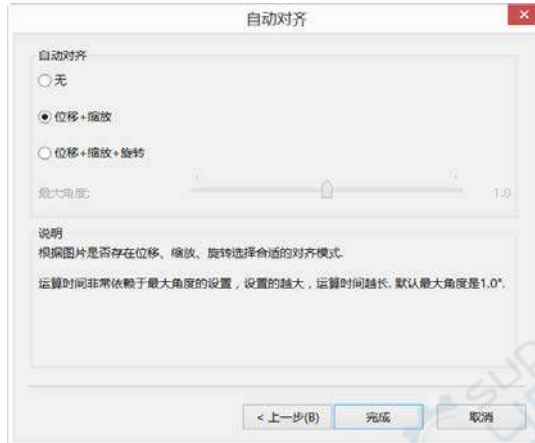 自动对齐
自动对齐
无
位移+缩放
位移+缩放+旋转
最大角度: 1.0
说明
根据图片是否存在位移、缩放、旋转选择合适的对齐模式.
运算时间非常依赖于最大角度的设置，设置的越大，运算时间越长. 默认最大角度是1.0°.
< 上一步(B) 完成 取消